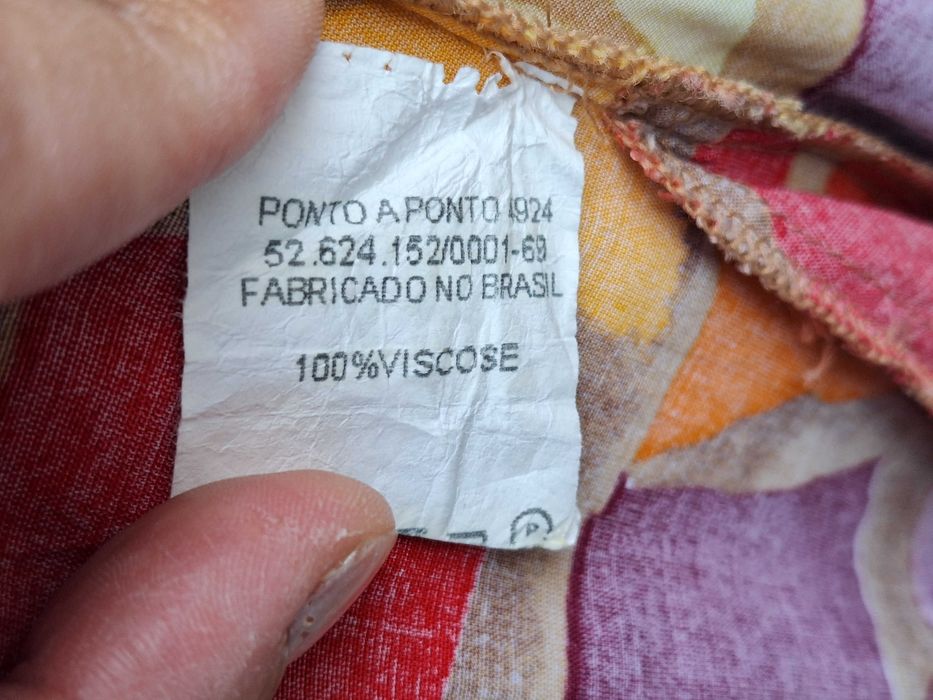 PONTO A PONTO 1924
52.624.152/0001-69
FABRICADO NO BRASIL
100%VISCOSE
P